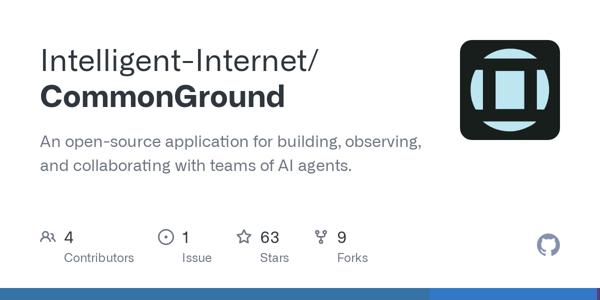 Intelligent-Internet/
CommonGround
An open-source application for building, observing,
and collaborating with teams of AI agents.
4
Contributors
1
Issue
63
Stars
9
Forks